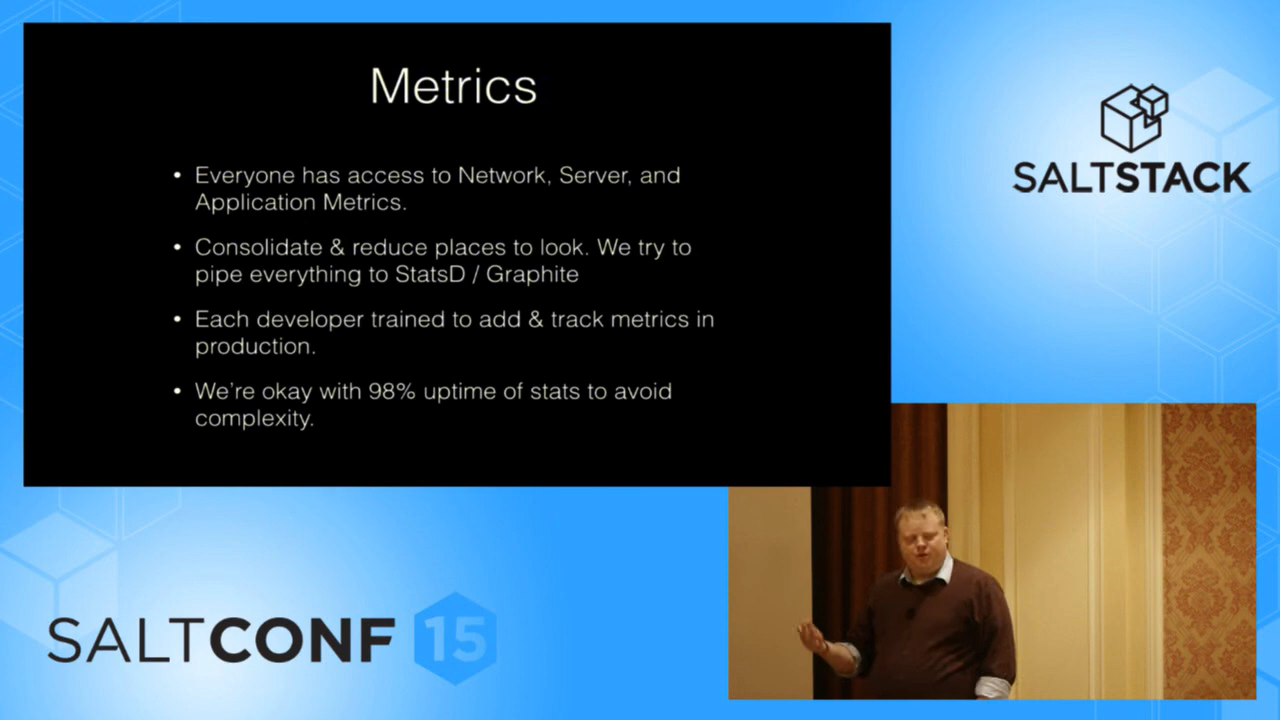 Metrics
• Everyone has access to Network, Server, and
Application Metrics.
• Consolidate & reduce places to look. We try to
pipe everything to StatsD / Graphite
• Each developer trained to add & track metrics in
production.
• We're okay with 98% uptime of stats to avoid
complexity.
SALTSTACK
SALTCONF 15